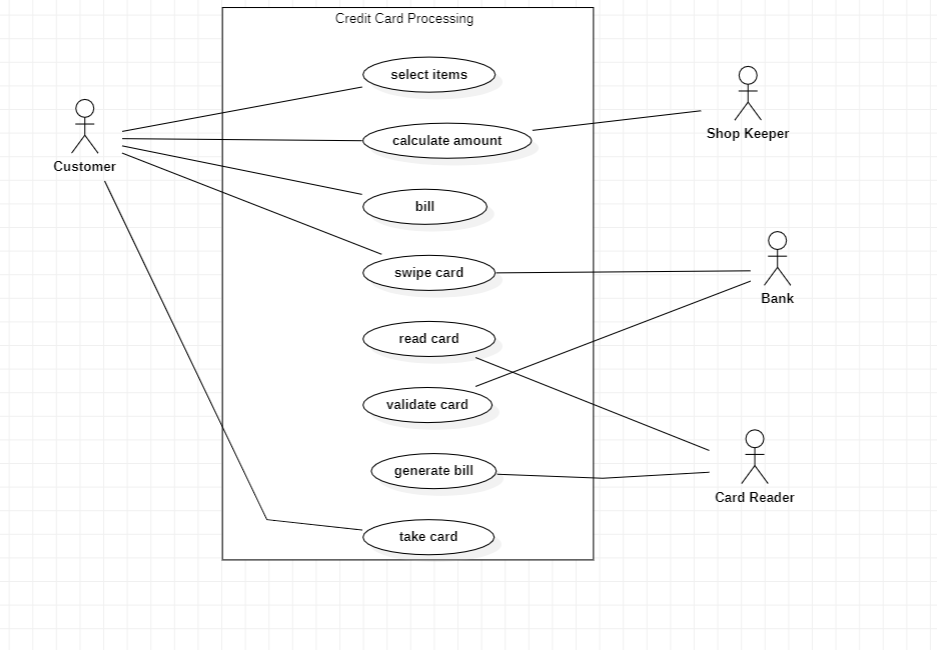 Credit Card Processing
select items
calculate amount
Shop Keeper
Customer
bill
swipe card
Bank
read card
validate card
generate bill
Card Reader
take card